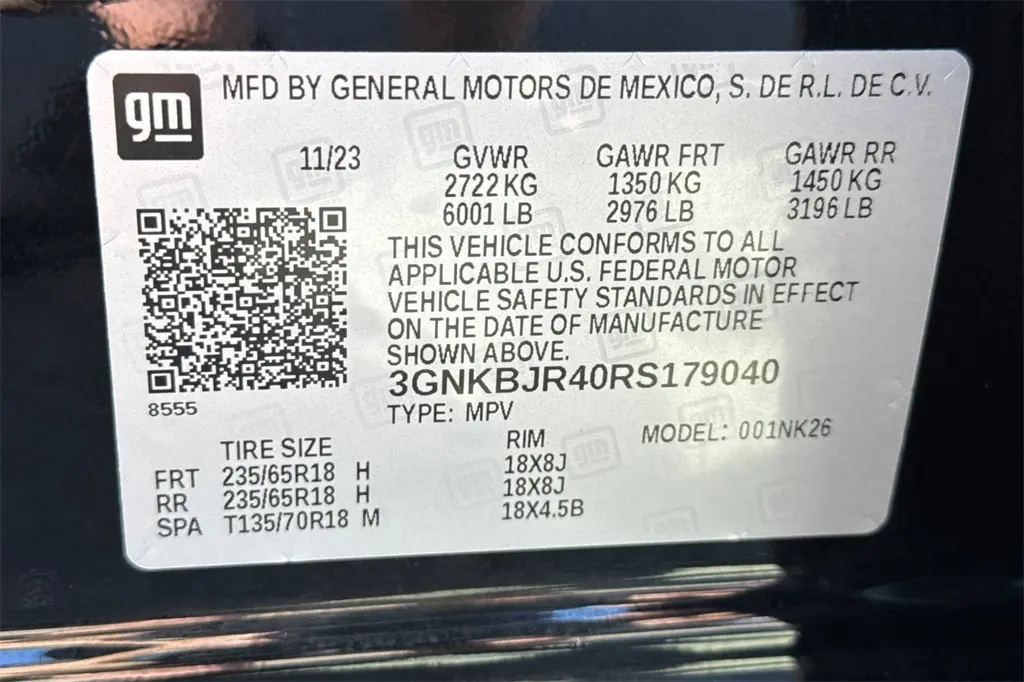 gm MFD BY GENERAL MOTORS DE MEXICO, S. DE R.L. DE C.V.
11/23 GVWR GAWR FRT GAWR RR
2722 KG 1350 KG 1450 KG
6001 LB 2976 LB 3196 LB
THIS VEHICLE CONFORMS TO ALL
APPLICABLE U.S. FEDERAL MOTOR
VEHICLE SAFETY STANDARDS IN EFFECT
ON THE DATE OF MANUFACTURE
SHOWN ABOVE.
3GNKBJR40RS179040
8555
TYPE: MPV
TIRE SIZE RIM MODEL: 001NK26
FRT 235/65R18 H 18X8J
RR 235/65R18 H 18X8J
SPA T135/70R18 M 18X4.5B